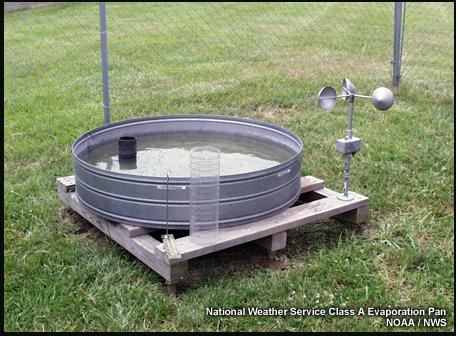 National Weather Service Class A Evaporation Pan
NOAA / NWS